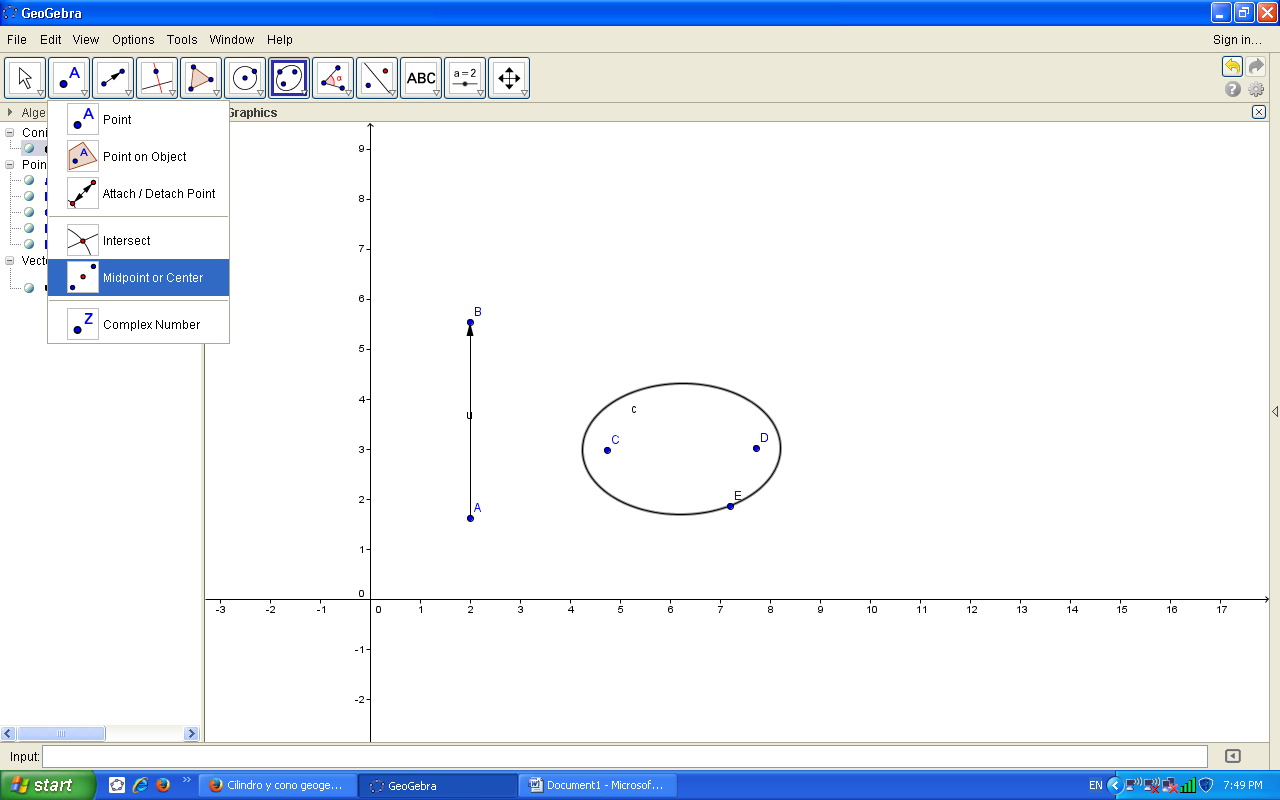 GeoGebra
File Edit View Options Tools Window Help Sign in...
A ABC a = 2 α
Alge Graphics
A Point
A Point on Object
Attach / Detach Point
Intersect
Midpoint or Center
Z Complex Number
Coni
Poin
Vecto
9
8
7
6
5
4
3
2
1
0
-1
-2
-3 -2 -1 0 1 2 3 4 5 6 7 8 9 10 11 12 13 14 15 16 17
B
u
A
c
C
D
E
Input:
start Cilindro y cono geoge... GeoGebra Document1 - Microsof... EN 7:49 PM